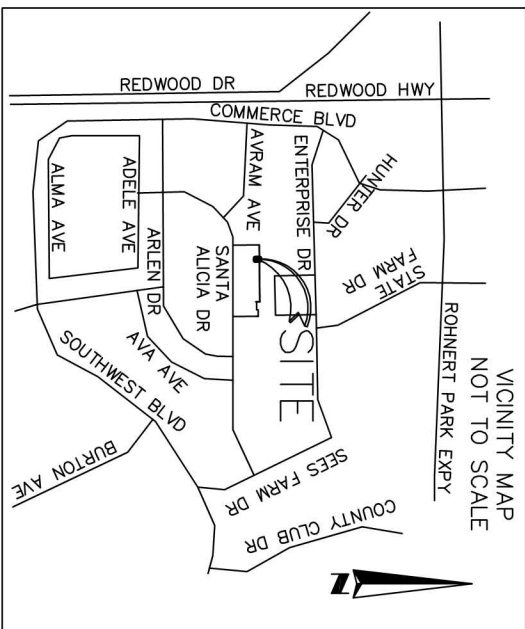 VICINITY MAP
NOT TO SCALE
ROHNERT PARK EXPY
REDWOOD HWY
REDWOOD DR
COMMERCE BLVD
HUNTER DR
STATE
FARM DR
ENTERPRISE DR
AVRAM AVE
SITE
SANTA
ALICIA DR
ARLEN DR
ADELE AVE
ALMA AVE
AVA AVE
SOUTHWEST BLVD
BURTON AVE
SEES FARM DR
COUNTY CLUB DR
N